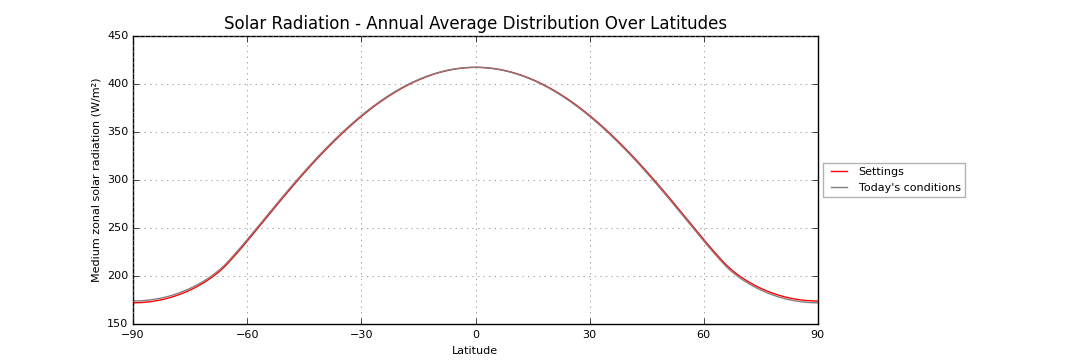 Solar Radiation - Annual Average Distribution Over Latitudes
450
400
350
300
250
200
150
Medium zonal solar radiation (W/m²)
−90
−60
−30
0
30
60
90
Latitude
Settings
Today's conditions